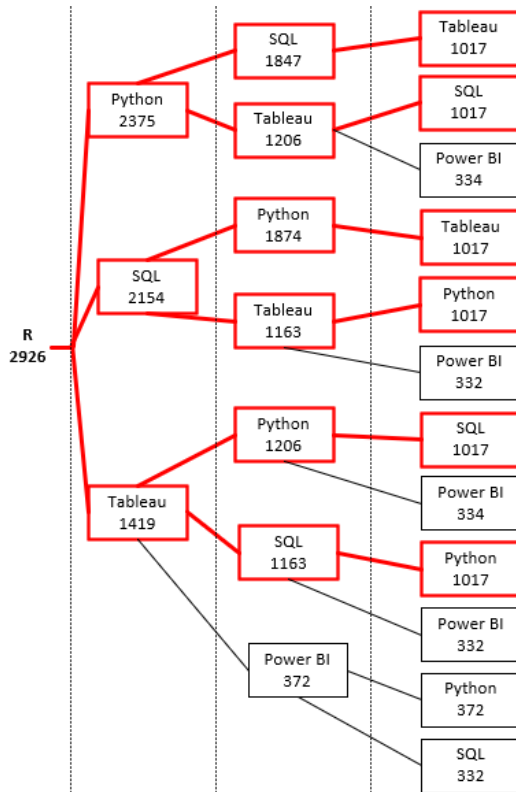 SQL
1847
Tableau
1017
Python
2375
Tableau
1206
SQL
1017
Power BI
334
Python
1874
Tableau
1017
SQL
2154
Tableau
1163
Python
1017
Power BI
332
R
2926
Python
1206
SQL
1017
Power BI
334
Tableau
1419
SQL
1163
Python
1017
Power BI
332
Power BI
372
Python
372
SQL
332